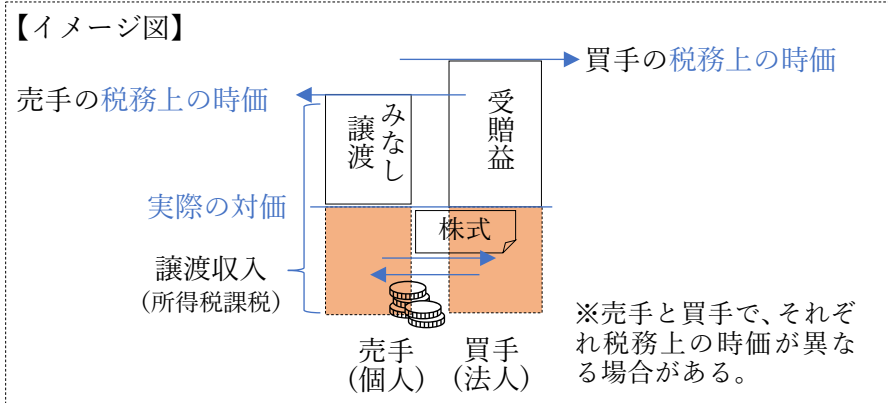 【イメージ図】
買手の税務上の時価
売手の税務上の時価
みなし
譲渡
受贈益
実際の対価
株式
譲渡収入
(所得税課税)
売手
(個人)
買手
(法人)
※売手と買手で、それぞ
れ税務上の時価が異な
る場合がある。